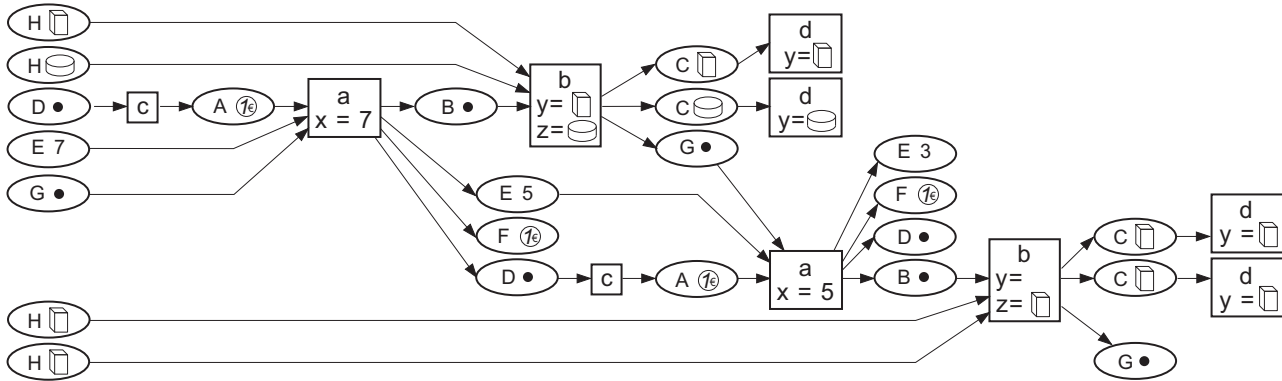 H
H
D
c
A 1€
E 7
G
a
x = 7
B
b
y=
z=
C
C
G
d
y=
d
y=
E 5
F 1€
D
c
A 1€
a
x = 5
E 3
F 1€
D
B
b
y=
z=
C
C
G
d
y =
d
y =
H
H